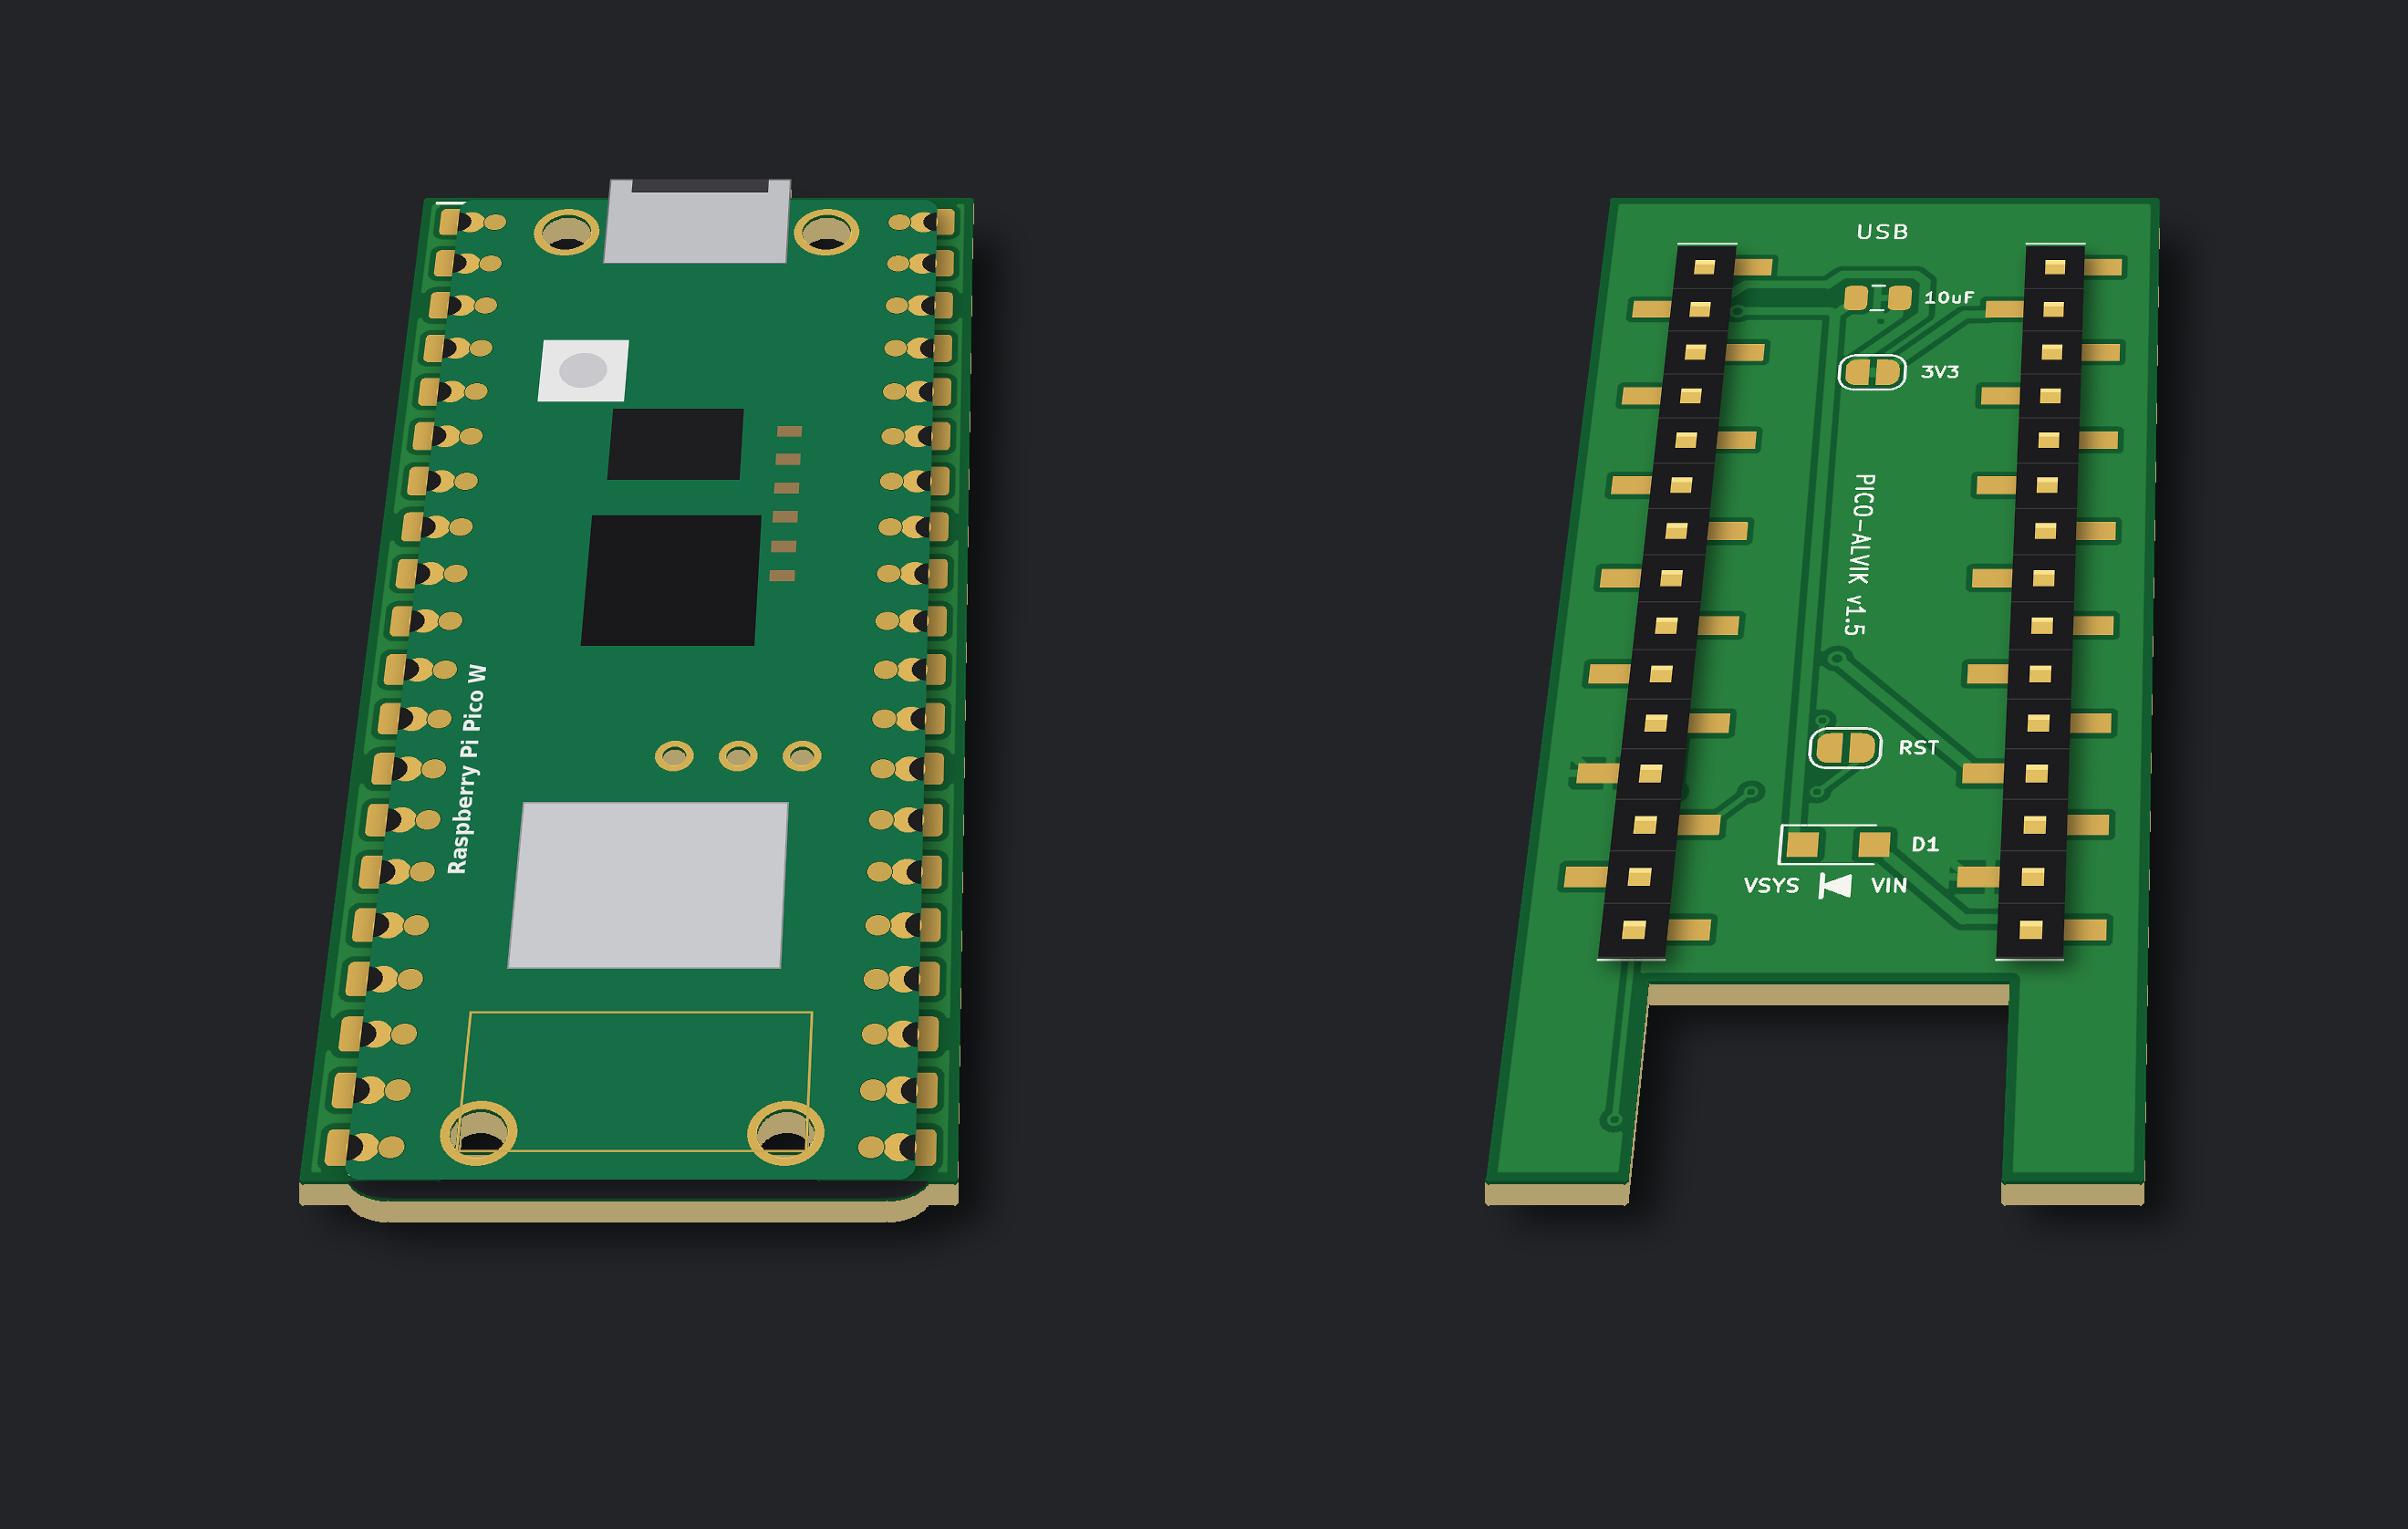 Raspberry Pi Pico W
USB
10uF
3V3
PICO-ALVIK v1.5
RST
D1
VSYS VIN